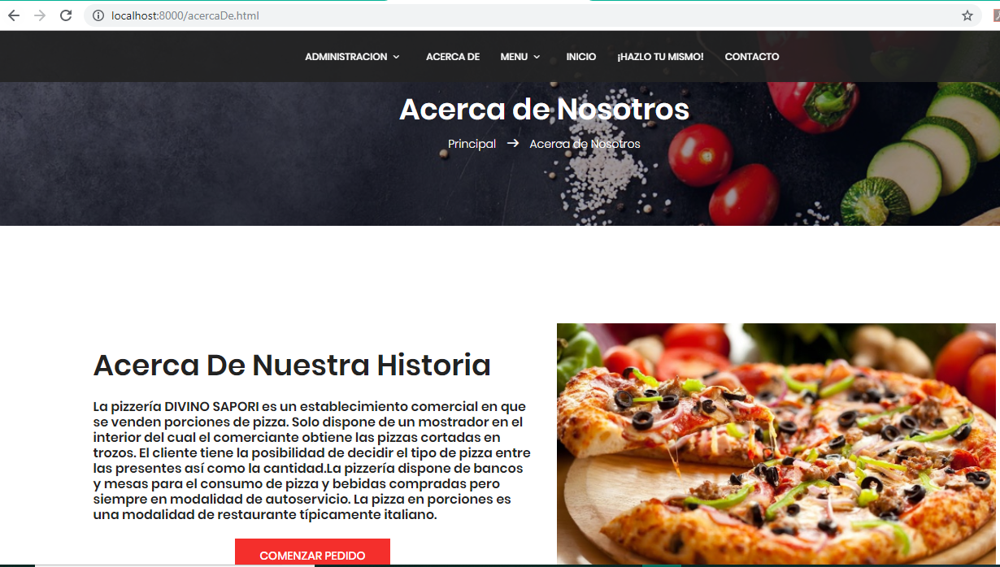 localhost:8000/acercaDe.html
ADMINISTRACION ACERCA DE MENU INICIO ¡HAZLO TU MISMO! CONTACTO
Acerca de Nosotros
Principal → Acerca de Nosotros
Acerca De Nuestra Historia
La pizzería DIVINO SAPORI es un establecimiento comercial en que
se venden porciones de pizza. Solo dispone de un mostrador en el
interior del cual el comerciante obtiene las pizzas cortadas en
trozos. El cliente tiene la posibilidad de decidir el tipo de pizza entre
las presentes así como la cantidad.La pizzería dispone de bancos
y mesas para el consumo de pizza y bebidas compradas pero
siempre en modalidad de autoservicio. La pizza en porciones es
una modalidad de restaurante típicamente italiano.
COMENZAR PEDIDO